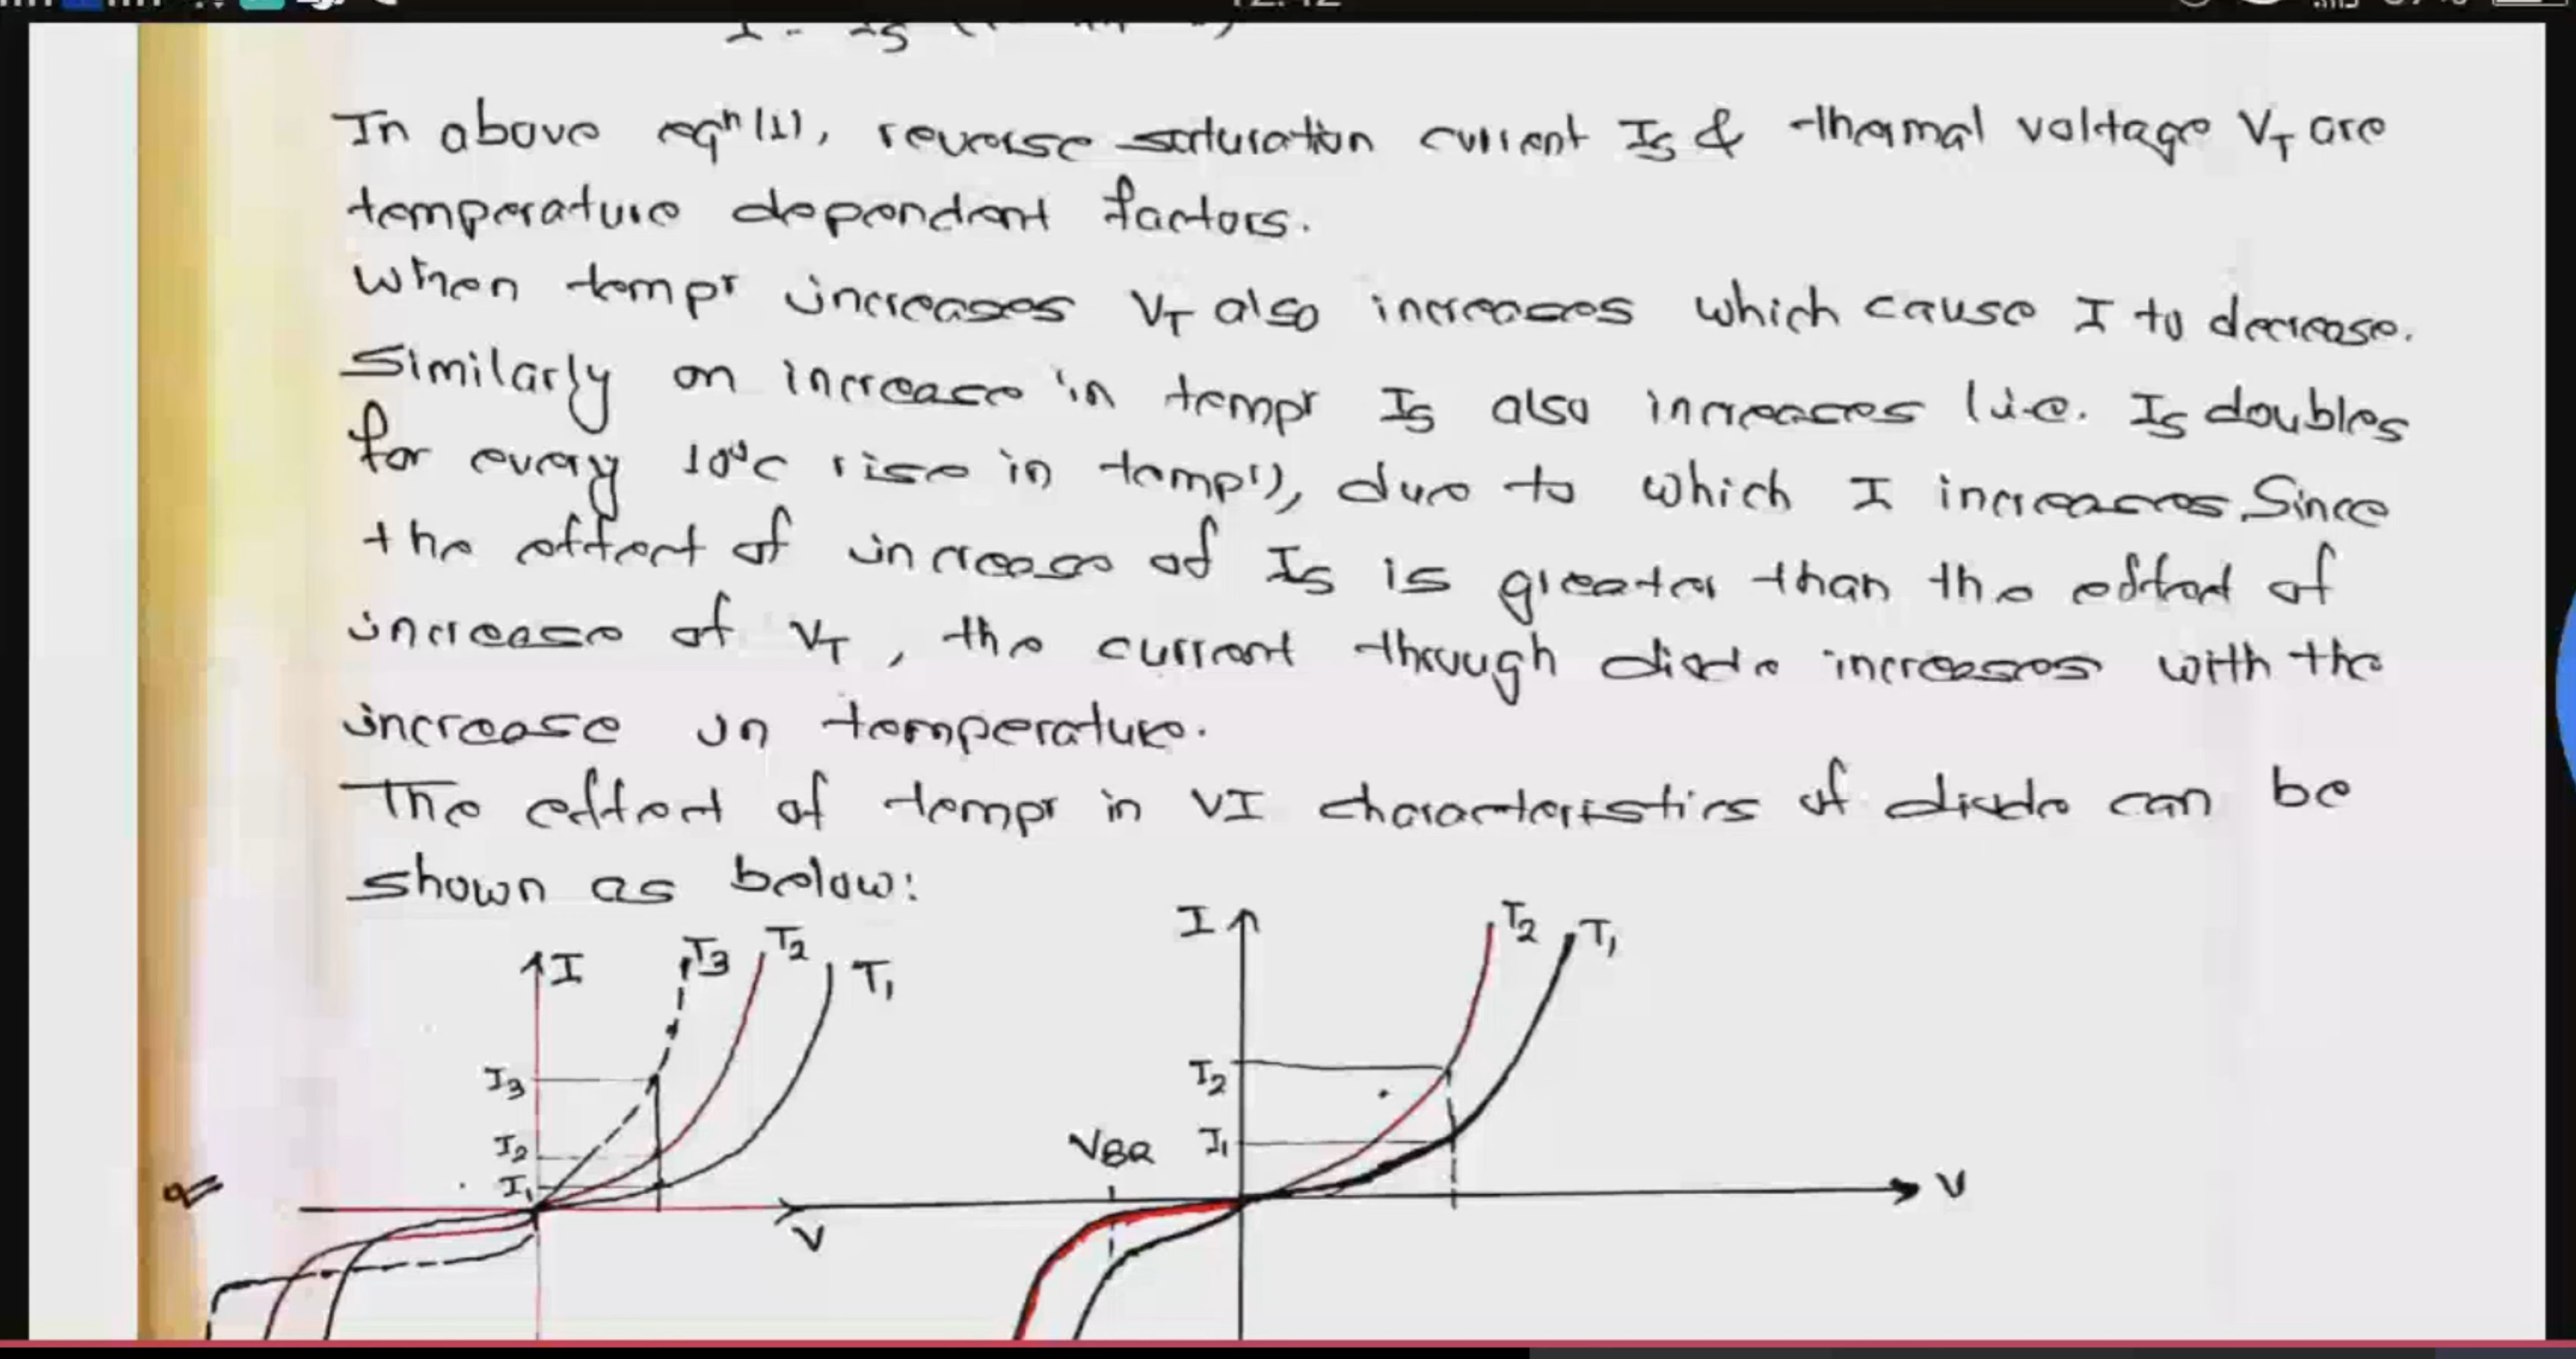 In above eqn (1), reverse saturation current Is & thermal voltage VT are
temperature dependent factors.
When tempr increases VT also increases which cause I to decrease.
Similarly on increase in tempr Is also increases (i.e. Is doubles
for every 10°c rise in tempr), due to which I increases. Since
the effect of increase of Is is greater than the effect of
increase of VT, the current through diode increases with the
increase in temperature.
The effect of tempr in VI characteristics of diode can be
shown as below:
I T3 T2 T1
I3
I2
I1
V
I T2 T1
I2
I1
VBR
V